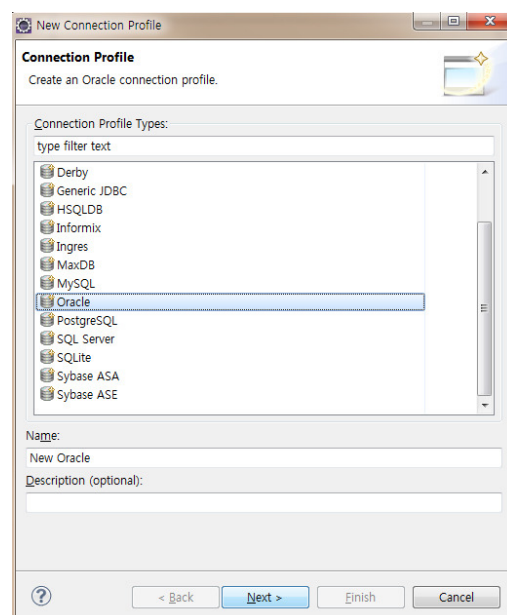 New Connection Profile
Connection Profile
Create an Oracle connection profile.
Connection Profile Types:
type filter text
Derby
Generic JDBC
HSQLDB
Informix
Ingres
MaxDB
MySQL
Oracle
PostgreSQL
SQL Server
SQLite
Sybase ASA
Sybase ASE
Name:
New Oracle
Description (optional):
? < Back Next > Finish Cancel